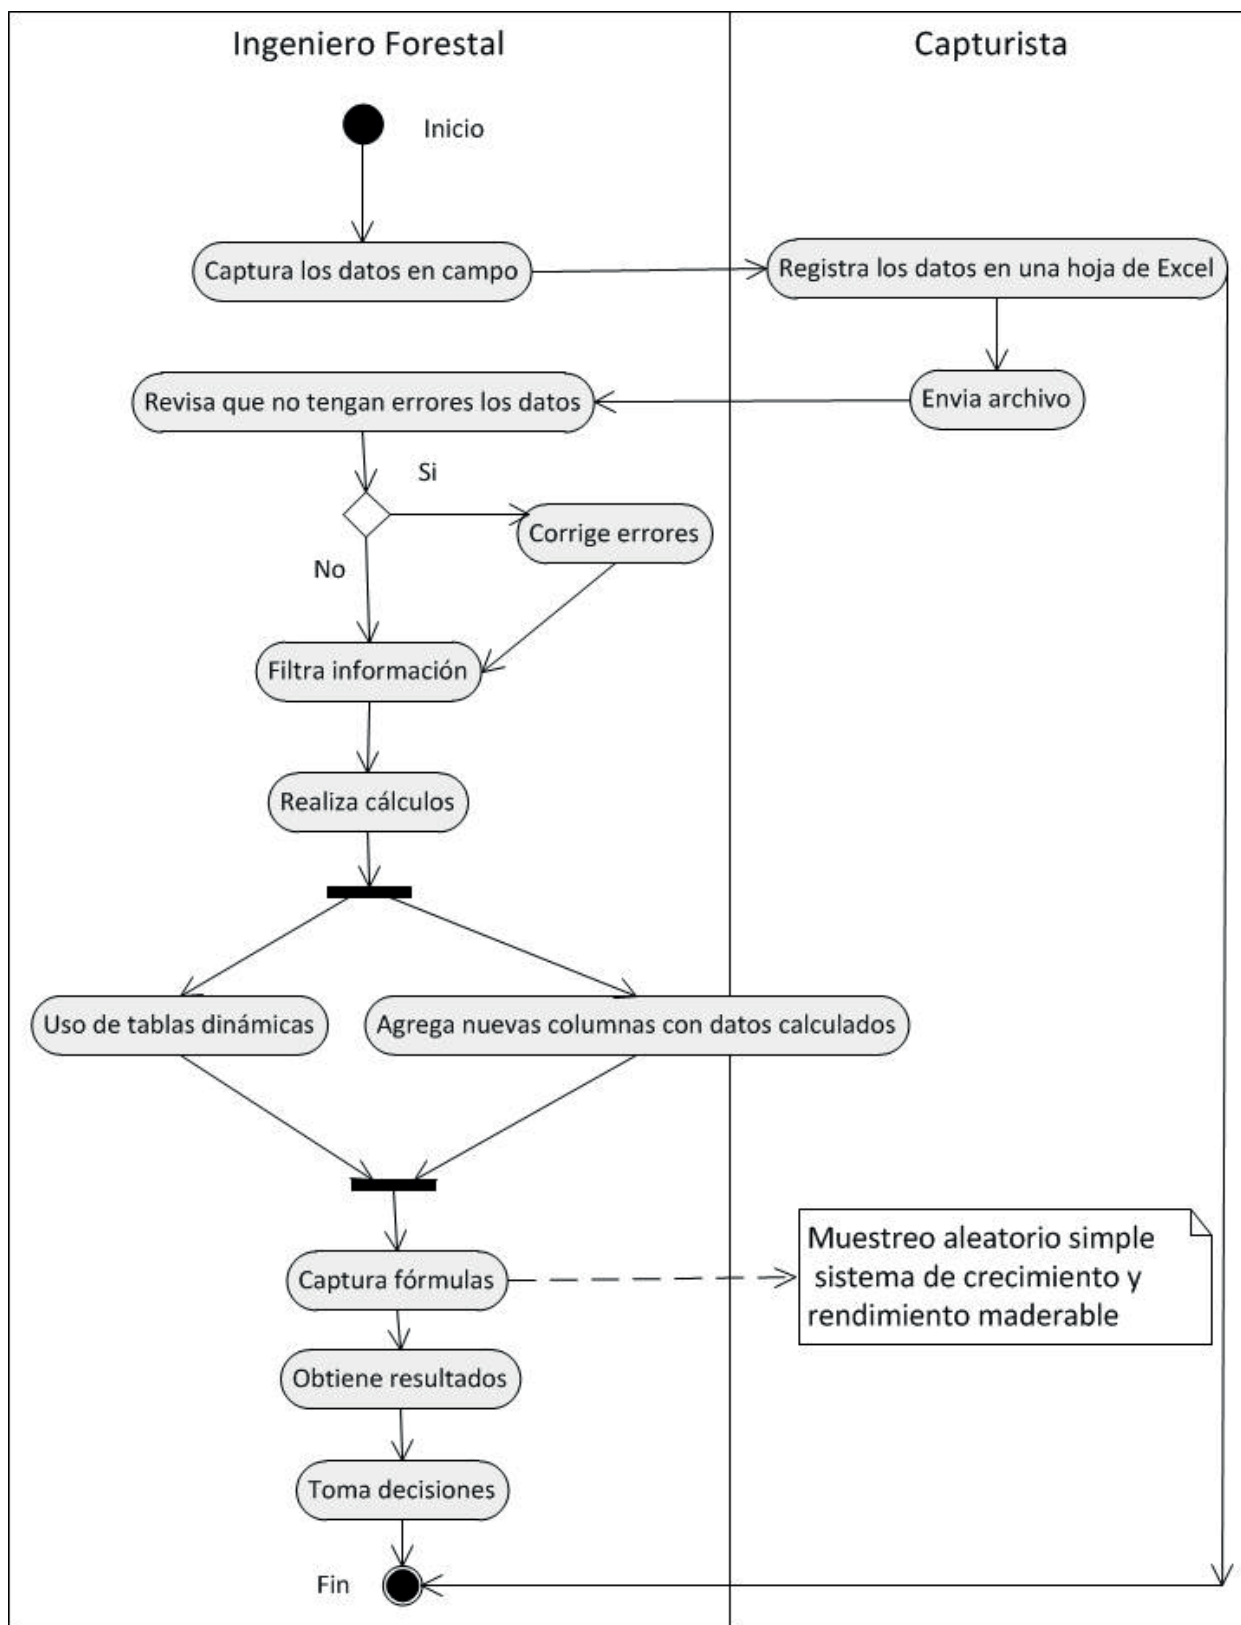 Ingeniero Forestal
Capturista
Inicio
Captura los datos en campo
Registra los datos en una hoja de Excel
Revisa que no tengan errores los datos
Envia archivo
Si
Corrige errores
No
Filtra información
Realiza cálculos
Uso de tablas dinámicas
Agrega nuevas columnas con datos calculados
Muestreo aleatorio simple
sistema de crecimiento y
rendimiento maderable
Captura fórmulas
Obtiene resultados
Toma decisiones
Fin